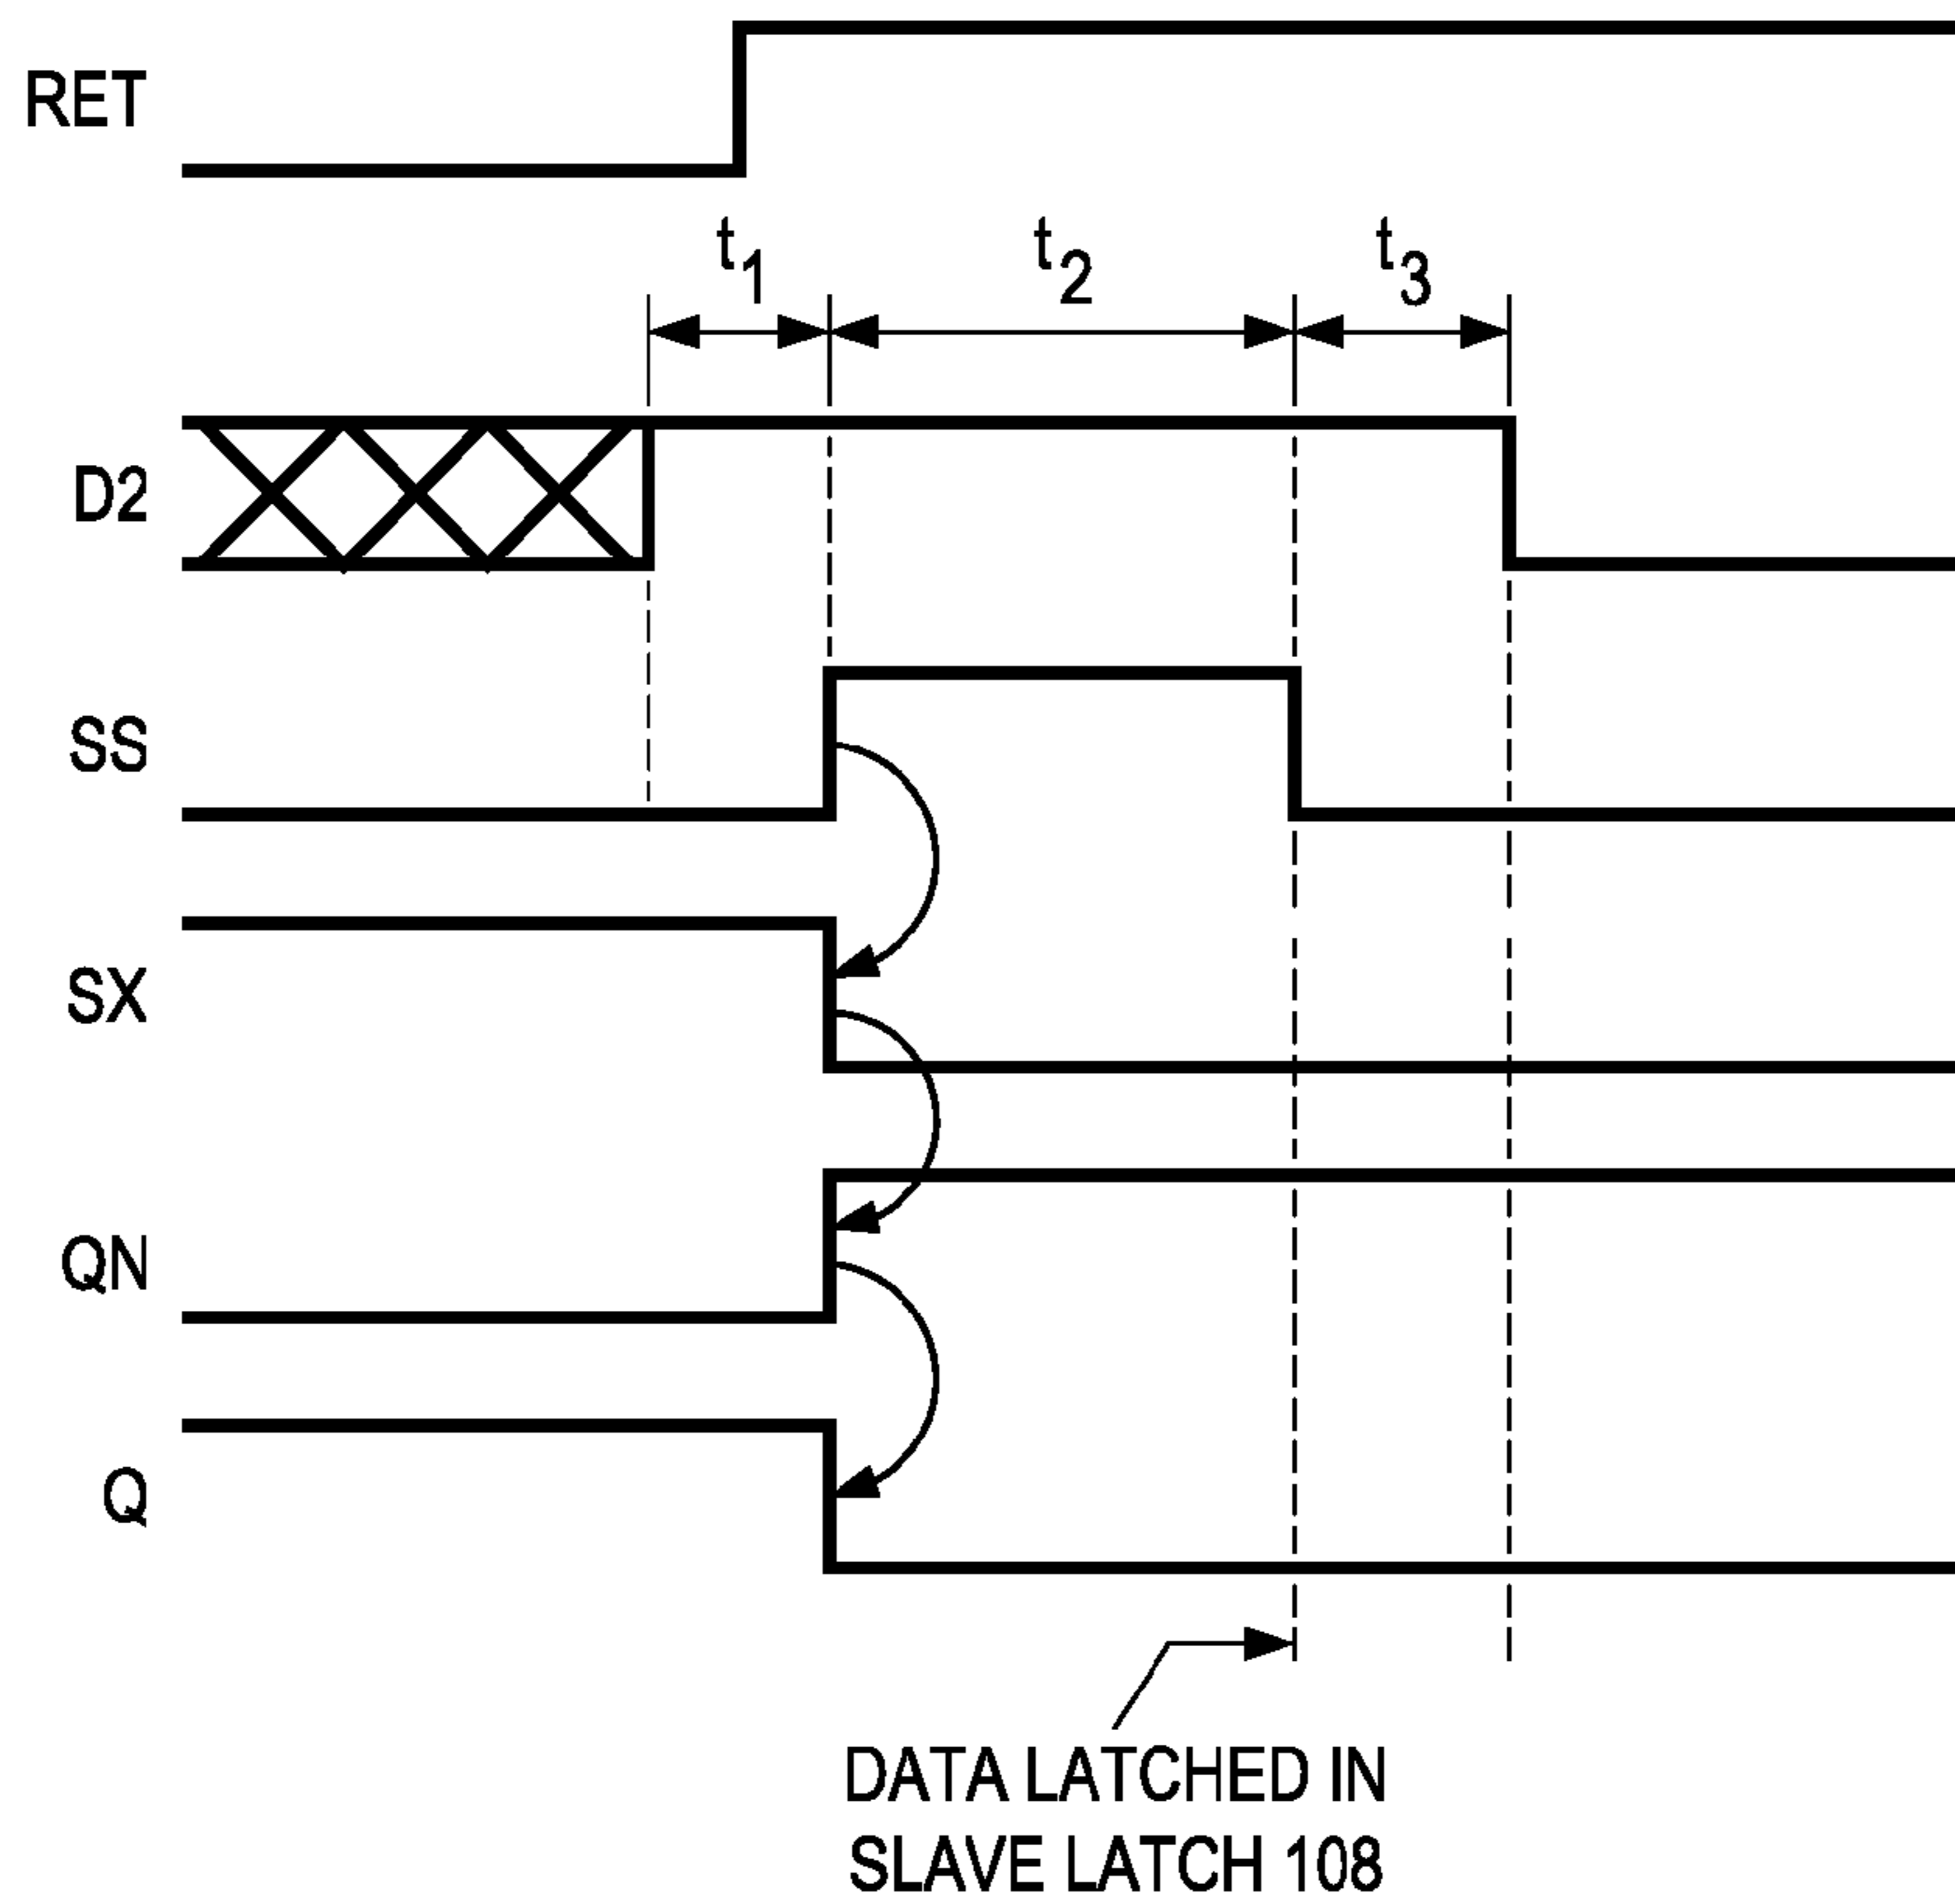 RET
t1 t2 t3
D2
SS
SX
QN
Q
DATA LATCHED IN
SLAVE LATCH 108